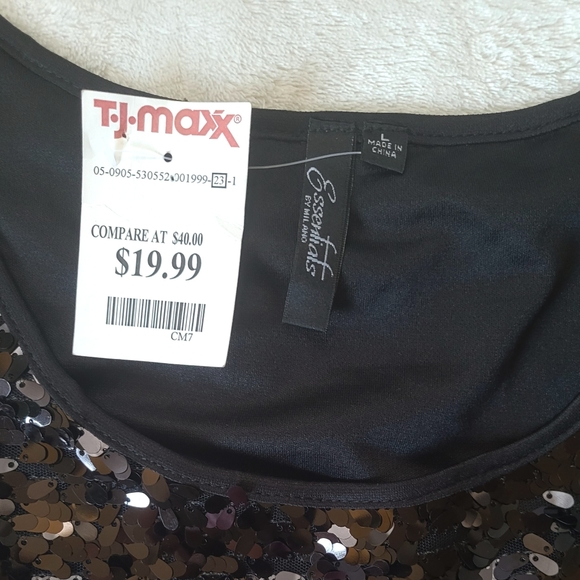 T.J.maxx®
05-0905-530552-001999-23-1
COMPARE AT $40.00
$19.99
CM7
Essentials
BY MILANO
L
MADE IN
CHINA